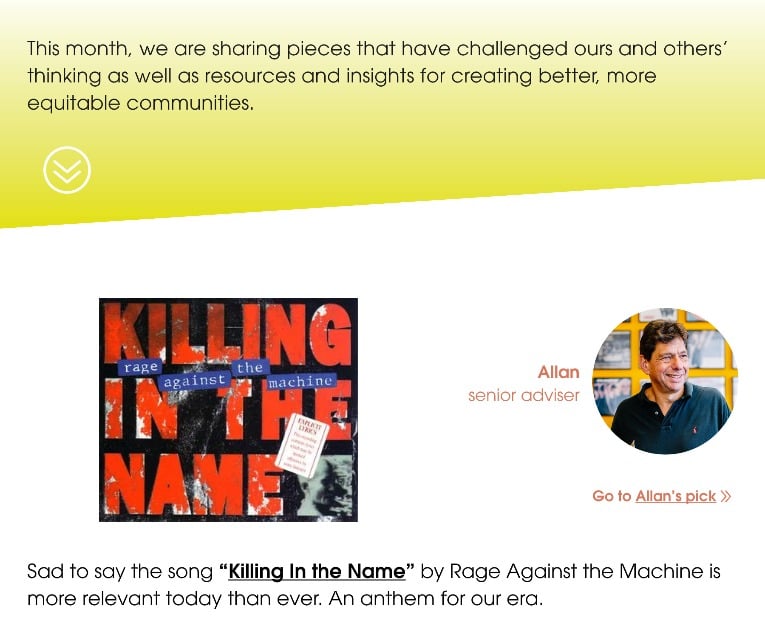 This month, we are sharing pieces that have challenged ours and others’
thinking as well as resources and insights for creating better, more
equitable communities.
KILLING
rage
the
against
machine
IN THE
EXPLICIT
LYRICS
NAME
Allan
senior adviser
Go to Allan’s pick
Sad to say the song “Killing In the Name” by Rage Against the Machine is
more relevant today than ever. An anthem for our era.